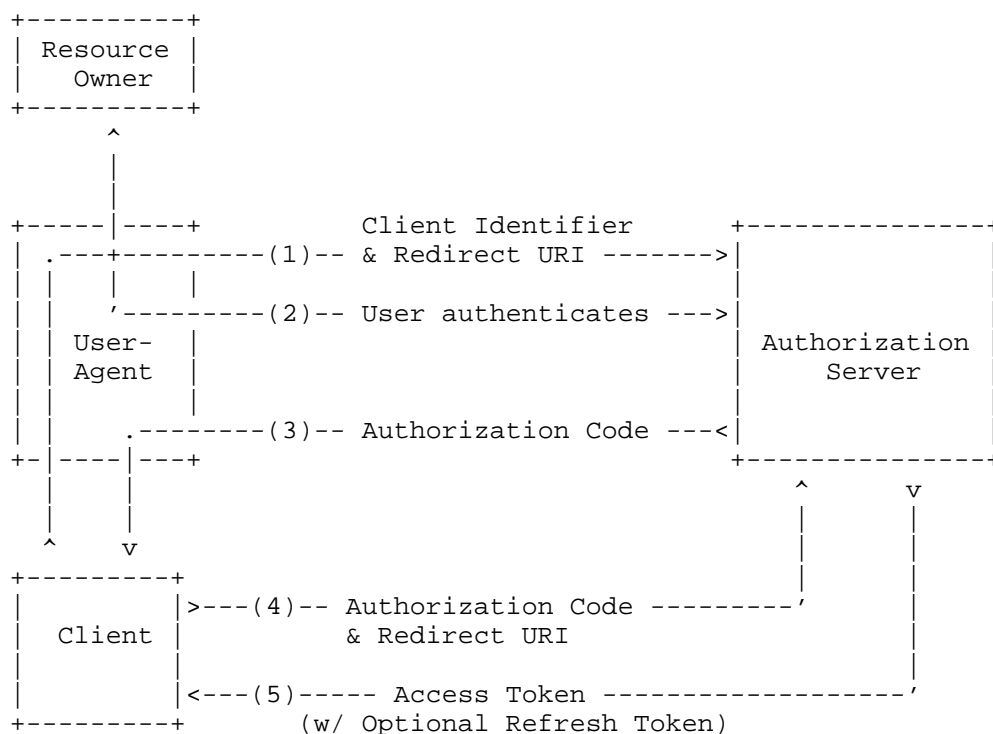 Resource
Owner
Client Identifier
(1)-- & Redirect URI
(2)-- User authenticates
User-
Agent
Authorization
Server
(3)-- Authorization Code
(4)-- Authorization Code
& Redirect URI
Client
(5)----- Access Token
(w/ Optional Refresh Token)